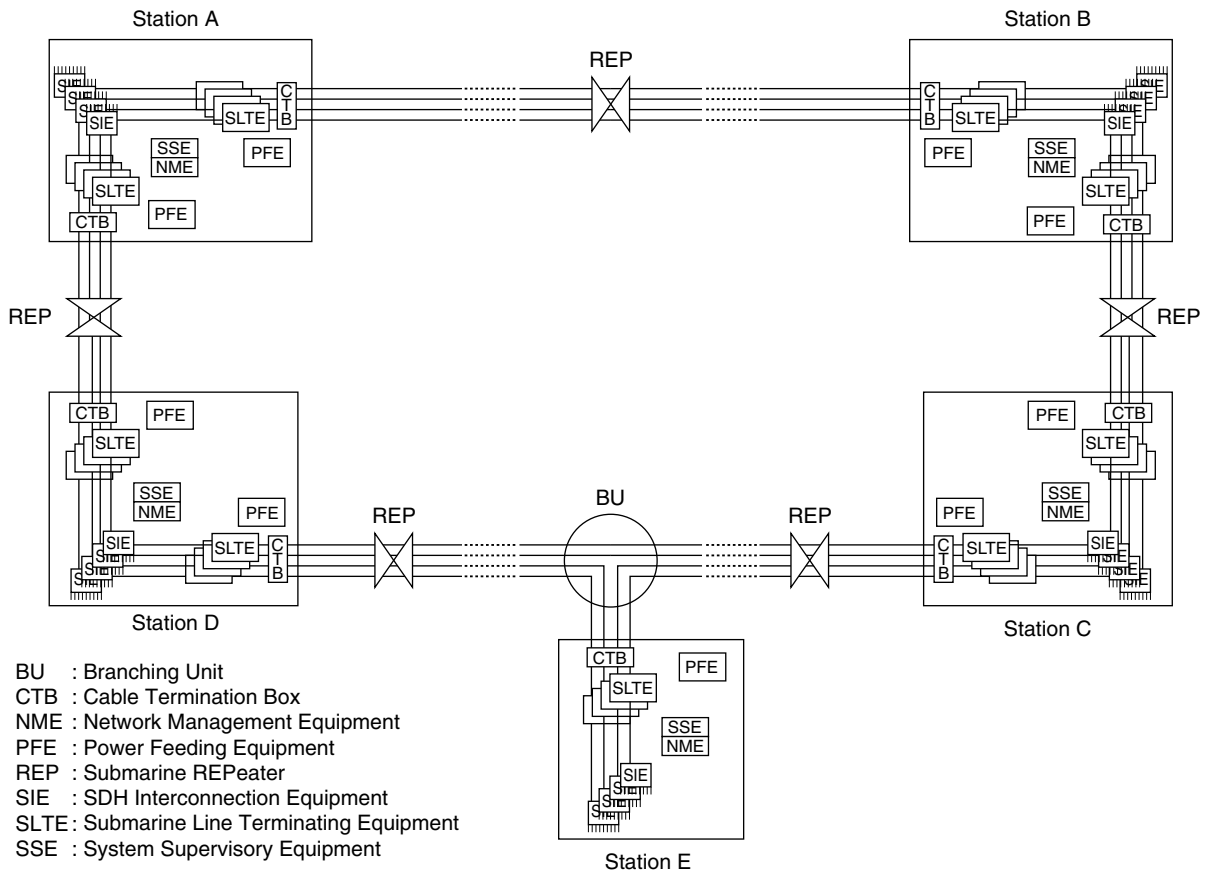 Station A
Station B
REP
SIE
SIE
SIE
SIE
SLTE
C
T
B
SSE
NME
PFE
SLTE
PFE
CTB
C
T
B
SLTE
SIE
SIE
SIE
SIE
PFE
SSE
NME
SLTE
PFE
CTB
REP
REP
CTB
PFE
SLTE
SSE
NME
PFE
SIE
SIE
SIE
SIE
SLTE
C
T
B
Station D
REP
BU
REP
PFE
CTB
SLTE
SSE
NME
PFE
C
T
B
SLTE
SIE
SIE
SIE
SIE
Station C
CTB
PFE
SLTE
SSE
NME
SIE
SIE
SIE
SIE
Station E
BU : Branching Unit
CTB : Cable Termination Box
NME : Network Management Equipment
PFE : Power Feeding Equipment
REP : Submarine REPeater
SIE : SDH Interconnection Equipment
SLTE : Submarine Line Terminating Equipment
SSE : System Supervisory Equipment